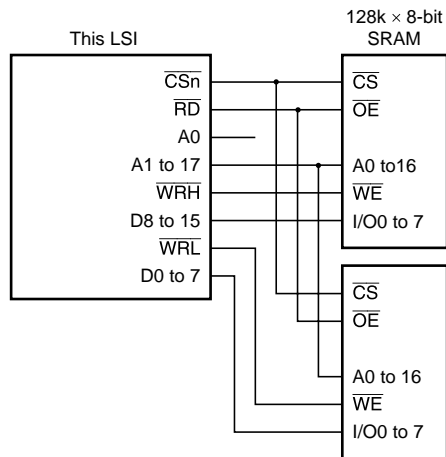 128k × 8-bit
SRAM
This LSI
CSn
RD
A0
A1 to 17
WRH
D8 to 15
WRL
D0 to 7
CS
OE
A0 to16
WE
I/O0 to 7
CS
OE
A0 to 16
WE
I/O0 to 7